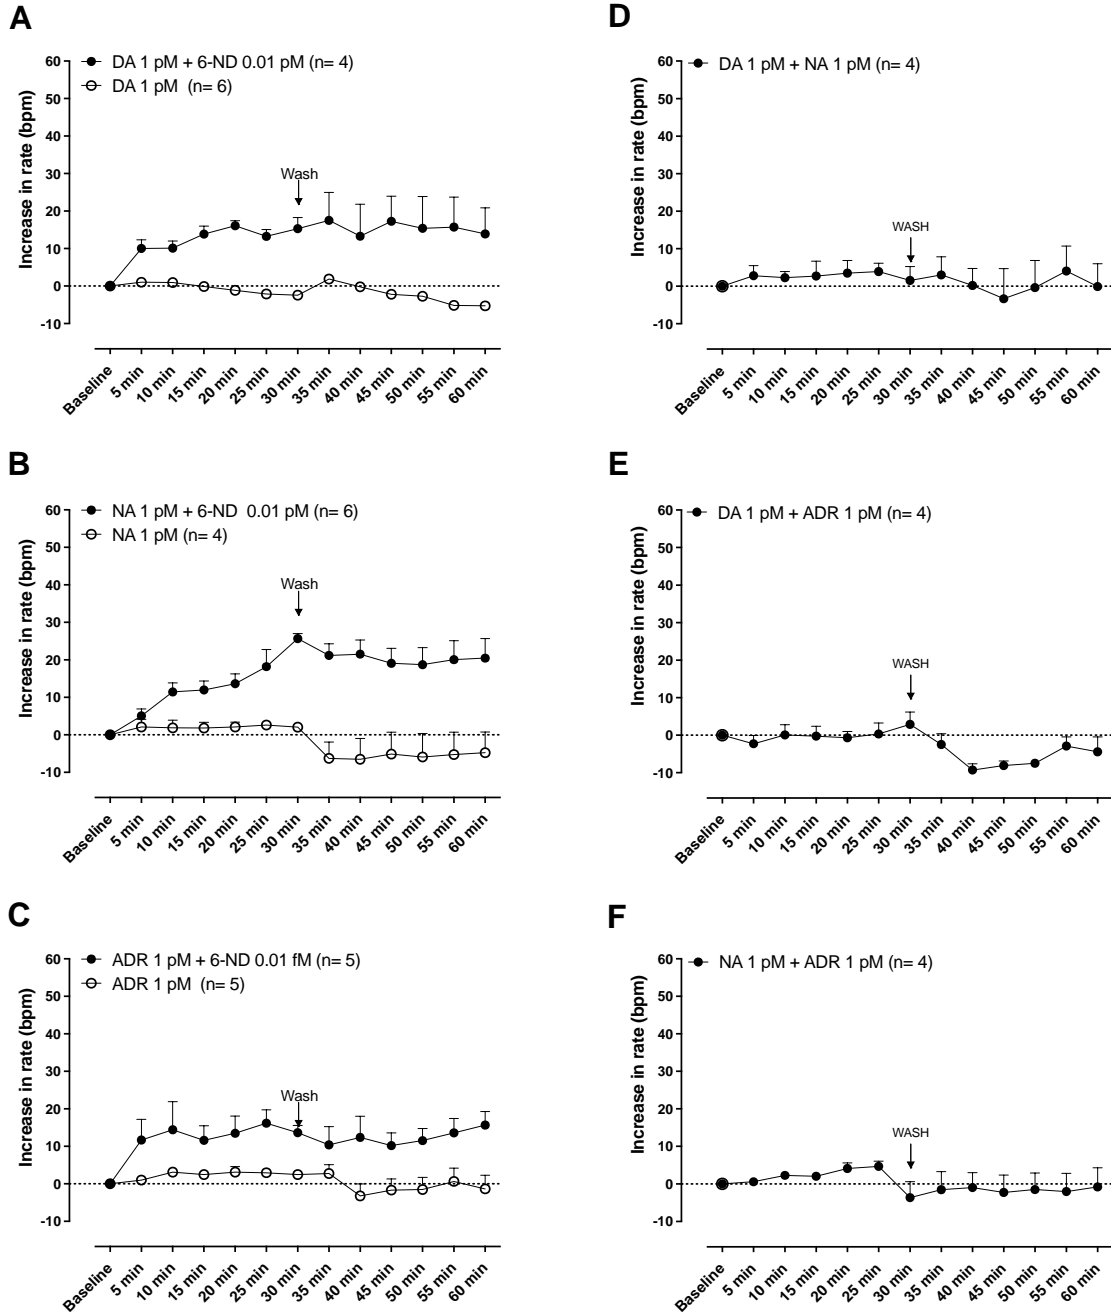 A
DA 1 pM + 6-ND 0.01 pM (n= 4)
DA 1 pM (n= 6)
Increase in rate (bpm)
60
50
40
30
20
10
0
-10
Wash
Baseline
5 min
10 min
15 min
20 min
25 min
30 min
35 min
40 min
45 min
50 min
55 min
60 min
B
NA 1 pM + 6-ND 0.01 pM (n= 6)
NA 1 pM (n= 4)
Increase in rate (bpm)
60
50
40
30
20
10
0
-10
Wash
Baseline
5 min
10 min
15 min
20 min
25 min
30 min
35 min
40 min
45 min
50 min
55 min
60 min
C
ADR 1 pM + 6-ND 0.01 fM (n= 5)
ADR 1 pM (n= 5)
Increase in rate (bpm)
60
50
40
30
20
10
0
-10
Wash
Baseline
5 min
10 min
15 min
20 min
25 min
30 min
35 min
40 min
45 min
50 min
55 min
60 min
D
DA 1 pM + NA 1 pM (n= 4)
Increase in rate (bpm)
60
50
40
30
20
10
0
-10
WASH
Baseline
5 min
10 min
15 min
20 min
25 min
30 min
35 min
40 min
45 min
50 min
55 min
60 min
E
DA 1 pM + ADR 1 pM (n= 4)
Increase in rate (bpm)
60
50
40
30
20
10
0
-10
WASH
Baseline
5 min
10 min
15 min
20 min
25 min
30 min
35 min
40 min
45 min
50 min
55 min
60 min
F
NA 1 pM + ADR 1 pM (n= 4)
Increase in rate (bpm)
60
50
40
30
20
10
0
-10
WASH
Baseline
5 min
10 min
15 min
20 min
25 min
30 min
35 min
40 min
45 min
50 min
55 min
60 min